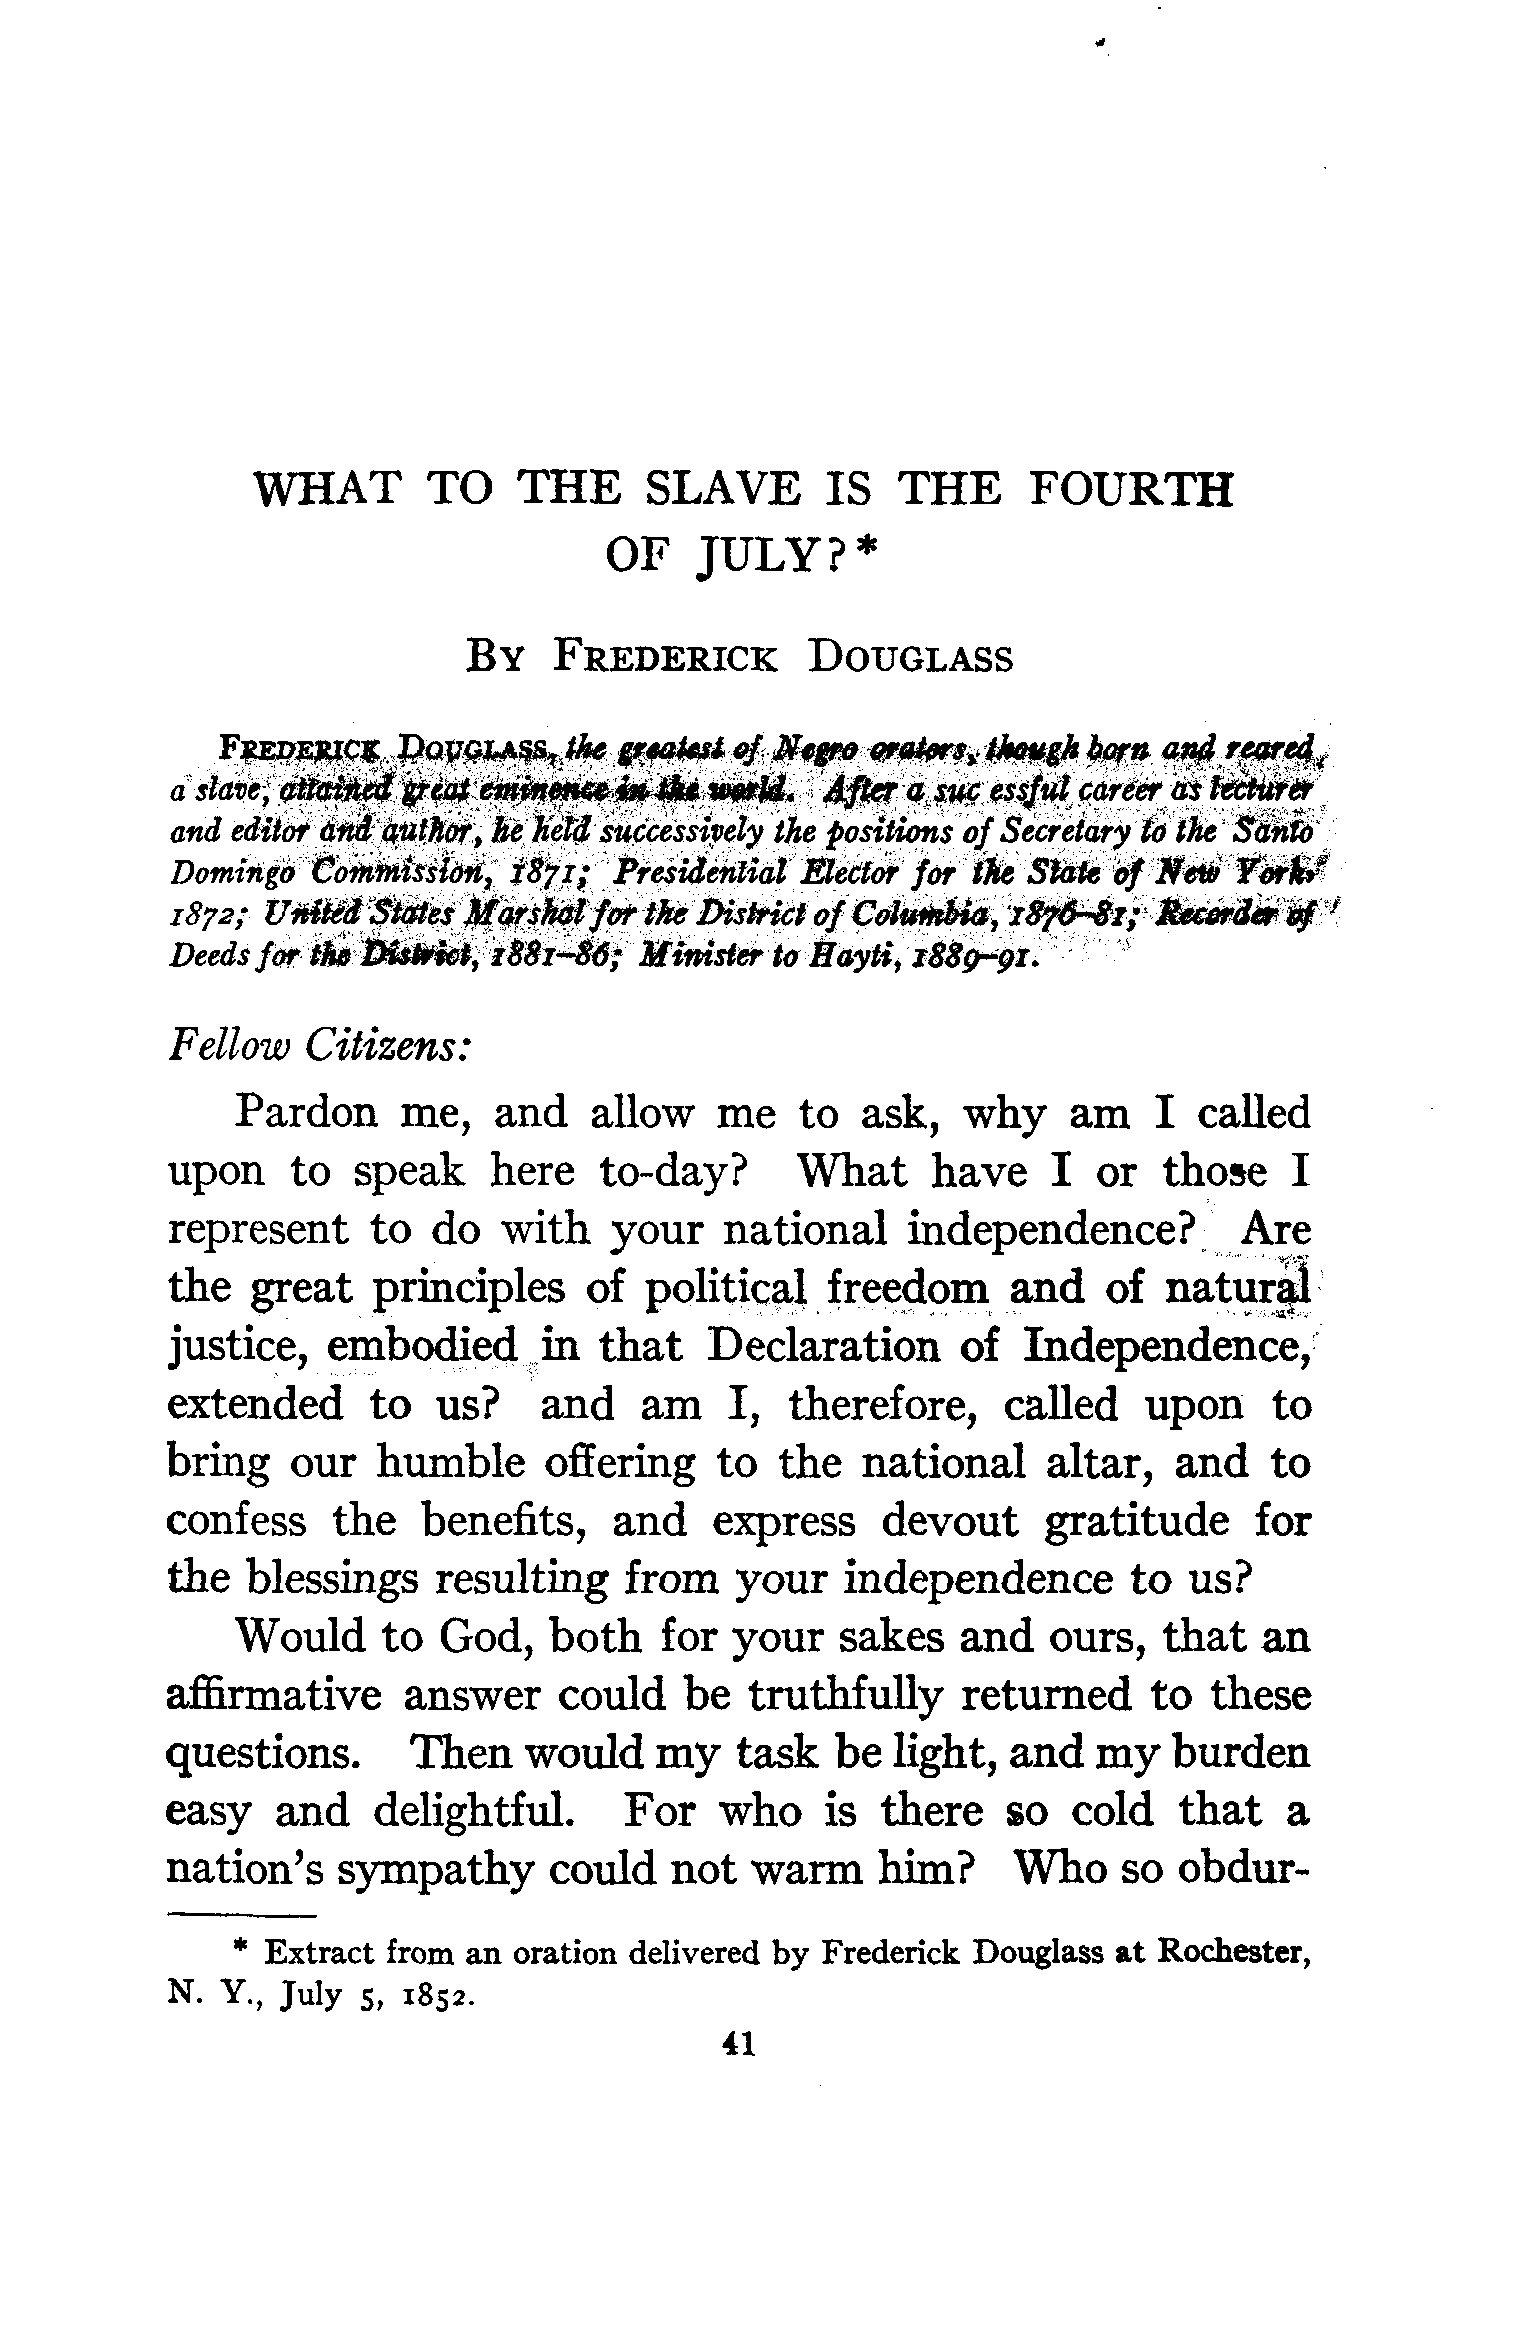 WHAT TO THE SLAVE IS THE FOURTH
OF JULY?*
BY FREDERICK DOUGLASS
FREDERICK DOUGLASS, the greatest of Negro orators, though born and reared
a slave, attained great eminence in the world. After a suc essful career as lecturer
and editor and author, he held successively the positions of Secretary to the Santo
Domingo Commission, 1871; Presidential Elector for the State of New York,
1872; United States Marshal for the District of Columbia, 1876–81; Recorder of
Deeds for the District, 1881–86; Minister to Hayti, 1889–91.
Fellow Citizens:
Pardon me, and allow me to ask, why am I called
upon to speak here to-day? What have I or those I
represent to do with your national independence? Are
the great principles of political freedom and of natural
justice, embodied in that Declaration of Independence,
extended to us? and am I, therefore, called upon to
bring our humble offering to the national altar, and to
confess the benefits, and express devout gratitude for
the blessings resulting from your independence to us?
Would to God, both for your sakes and ours, that an
affirmative answer could be truthfully returned to these
questions. Then would my task be light, and my burden
easy and delightful. For who is there so cold that a
nation's sympathy could not warm him? Who so obdur-
* Extract from an oration delivered by Frederick Douglass at Rochester,
N. Y., July 5, 1852.
41